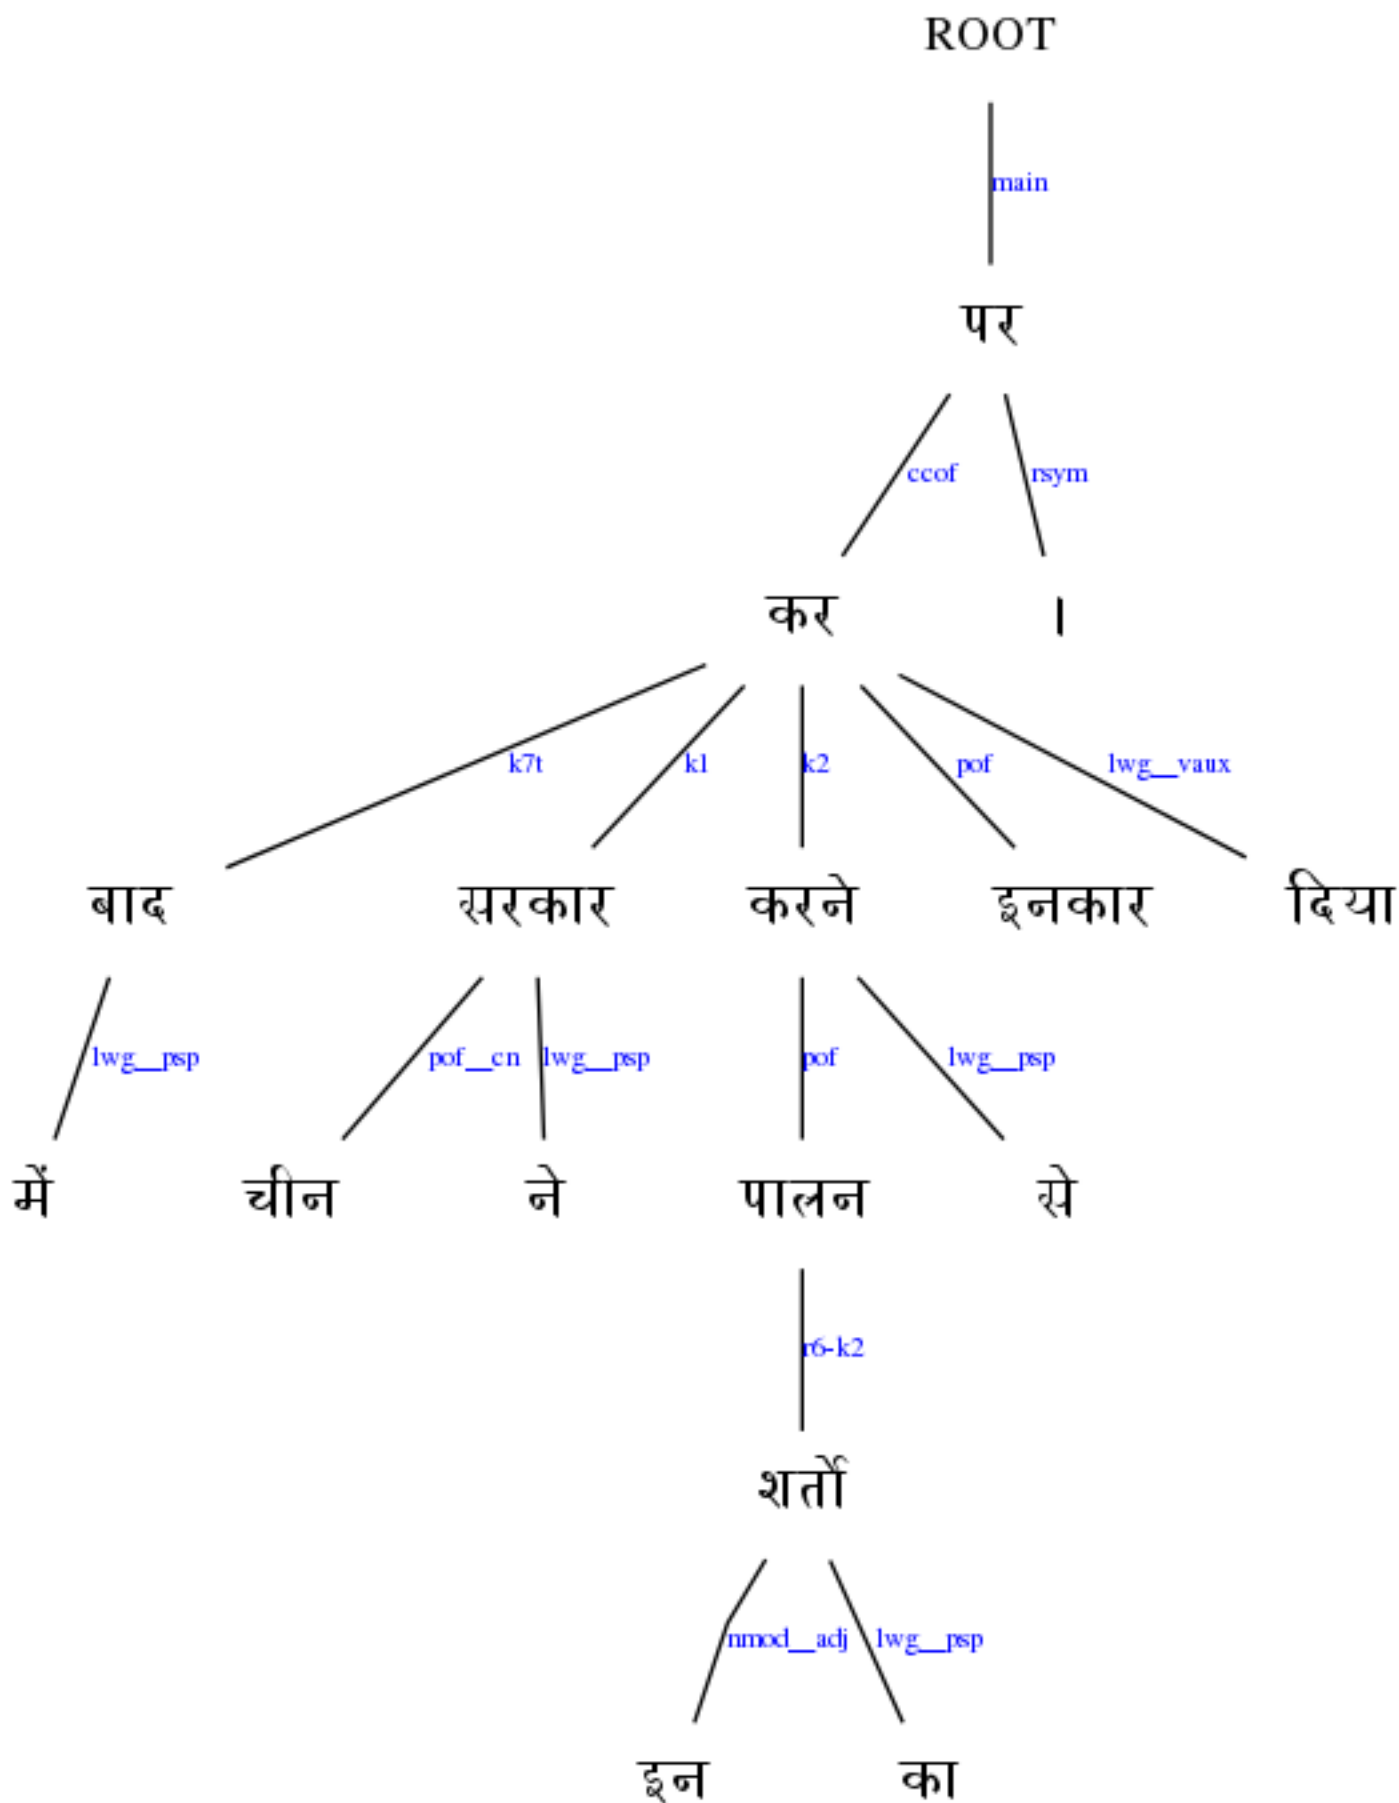 ROOT
main
पर
ccof rsym
कर ।
k7t k1 k2 pof lwg__vaux
बाद सरकार करने इनकार दिया
lwg__psp pof__cn lwg__psp pof lwg__psp
में चीन ने पालन से
r6-k2
शर्तो
nmod__adj lwg__psp
इन का